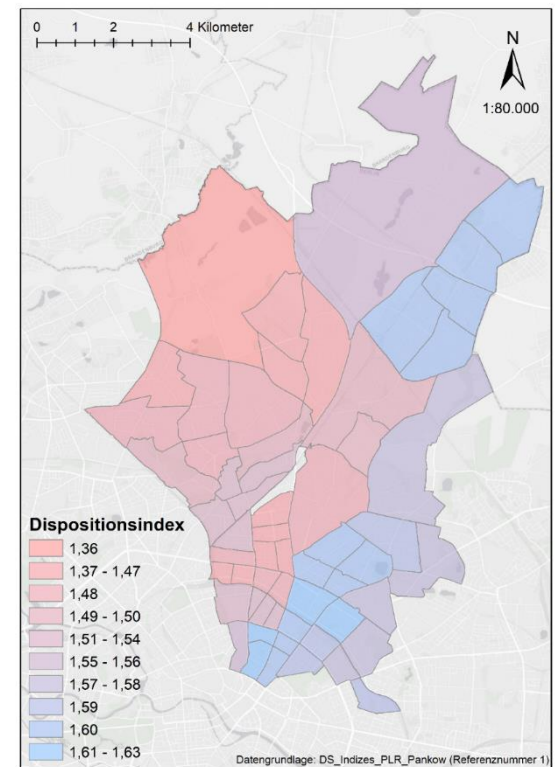 0 1 2 4 Kilometer
N
1:80.000
Dispositionsindex
1,36
1,37 - 1,47
1,48
1,49 - 1,50
1,51 - 1,54
1,55 - 1,56
1,57 - 1,58
1,59
1,60
1,61 - 1,63
Datengrundlage: DS_Indizes_PLR_Pankow (Referenznummer 1)